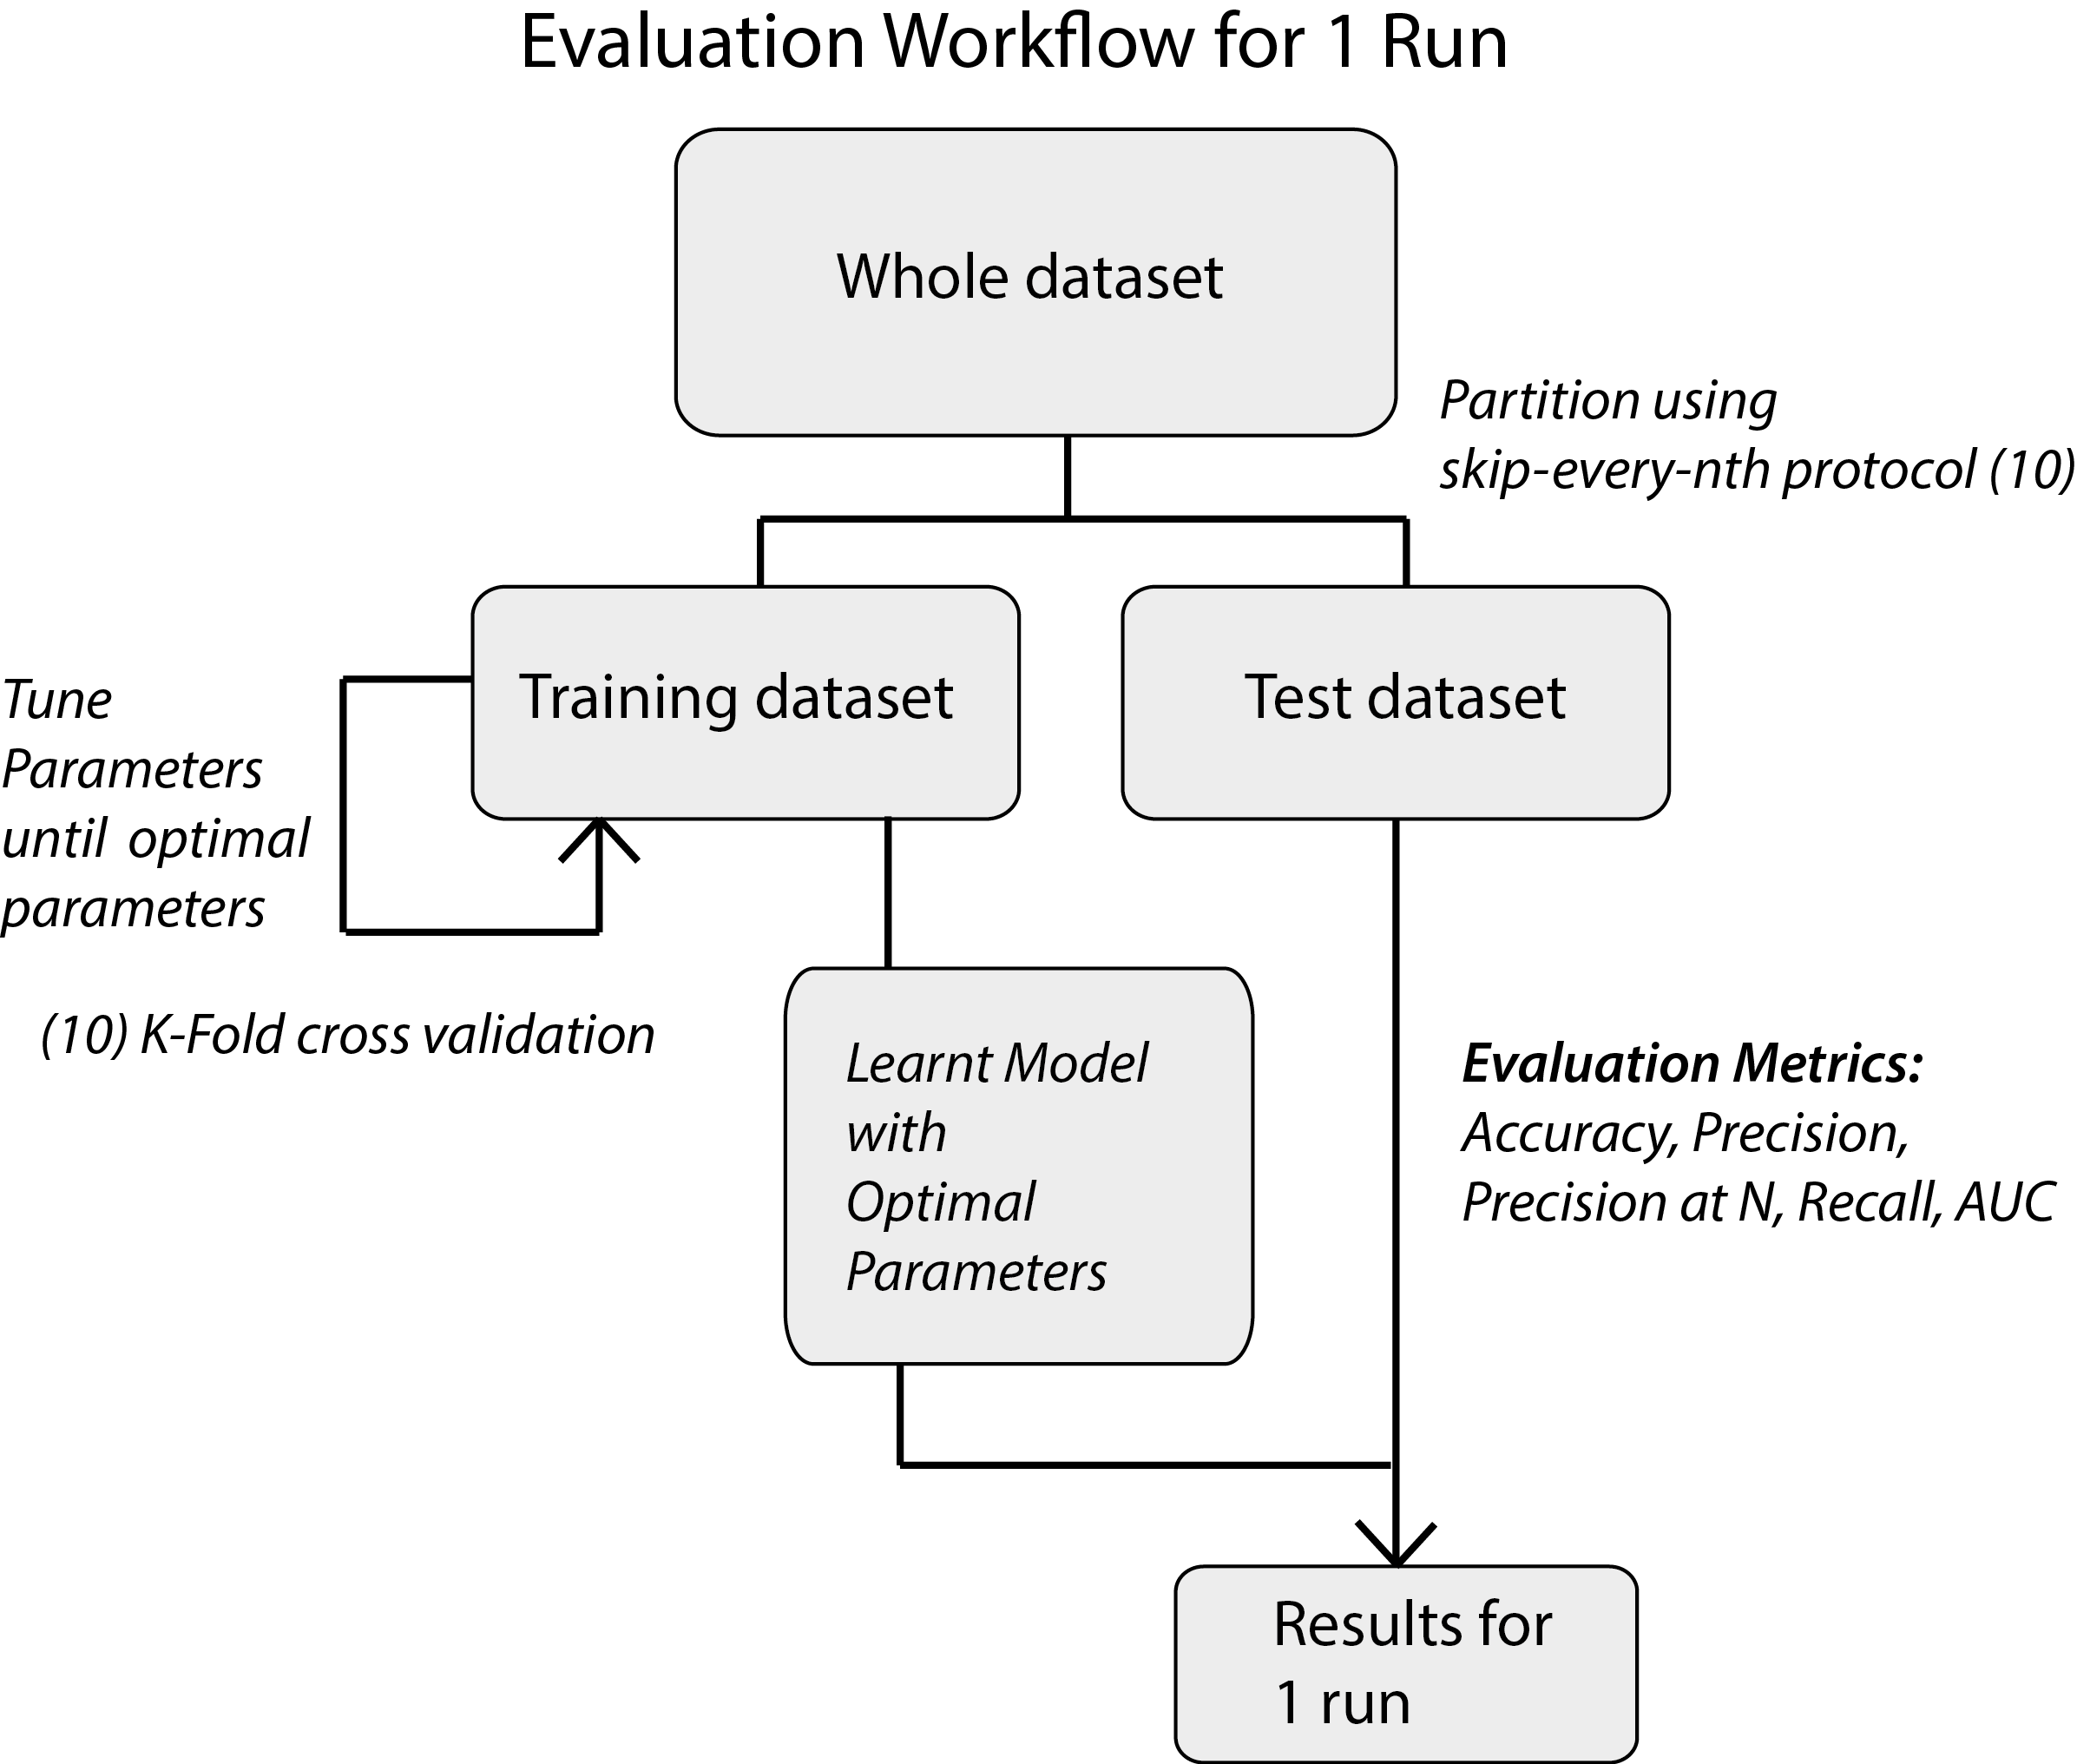 Evaluation Workflow for 1 Run
Whole dataset
Partition using
skip-every-nth protocol (10)
Training dataset
Test dataset
Tune
Parameters
until optimal
parameters
(10) K-Fold cross validation
Learnt Model
with
Optimal
Parameters
Evaluation Metrics:
Accuracy, Precision,
Precision at N, Recall, AUC
Results for
1 run